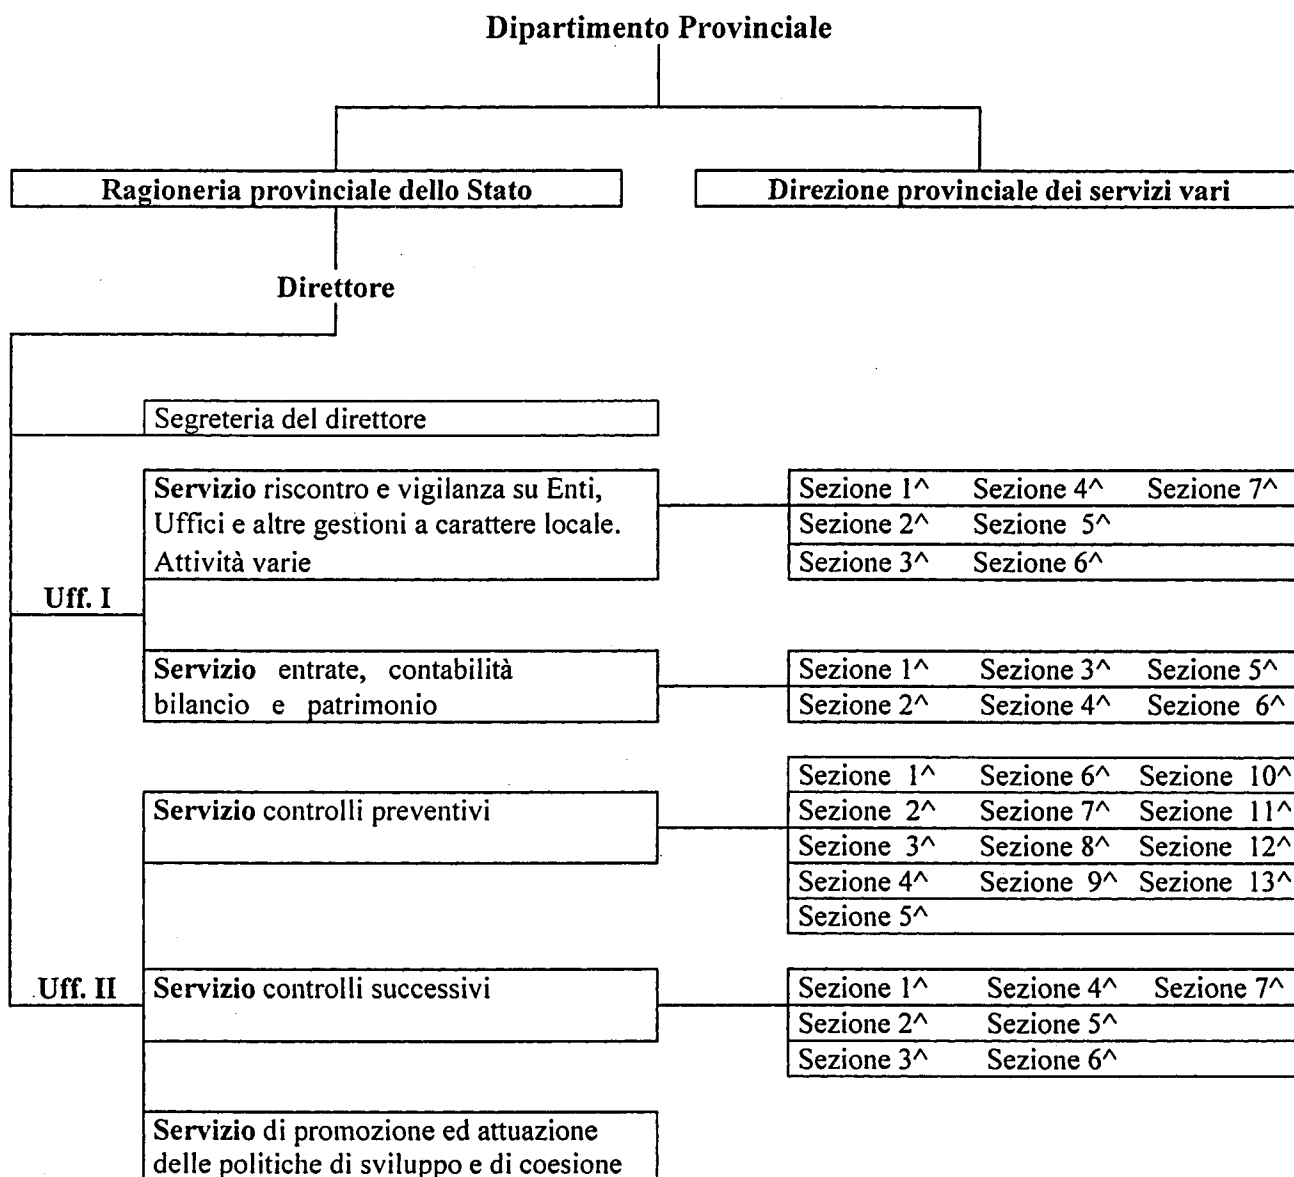 Dipartimento Provinciale
Ragioneria provinciale dello Stato
Direzione provinciale dei servizi vari
Direttore
Segreteria del direttore
Servizio riscontro e vigilanza su Enti,
Uffici e altre gestioni a carattere locale.
Attività varie
Sezione 1^ Sezione 4^ Sezione 7^
Sezione 2^ Sezione 5^
Sezione 3^ Sezione 6^
Uff. I
Servizio entrate, contabilità
bilancio e patrimonio
Sezione 1^ Sezione 3^ Sezione 5^
Sezione 2^ Sezione 4^ Sezione 6^
Servizio controlli preventivi
Sezione 1^ Sezione 6^ Sezione 10^
Sezione 2^ Sezione 7^ Sezione 11^
Sezione 3^ Sezione 8^ Sezione 12^
Sezione 4^ Sezione 9^ Sezione 13^
Sezione 5^
Uff. II
Servizio controlli successivi
Sezione 1^ Sezione 4^ Sezione 7^
Sezione 2^ Sezione 5^
Sezione 3^ Sezione 6^
Servizio di promozione ed attuazione
delle politiche di sviluppo e di coesione